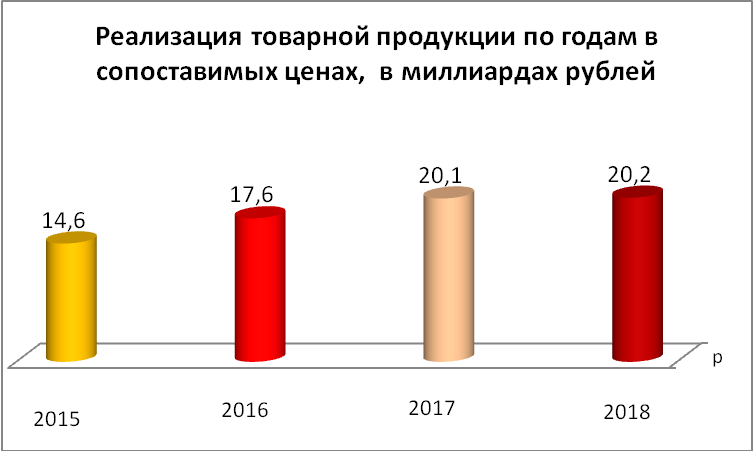 Реализация товарной продукции по годам в
сопоставимых ценах, в миллиардах рублей
14,6
17,6
20,1
20,2
р
2015
2016
2017
2018